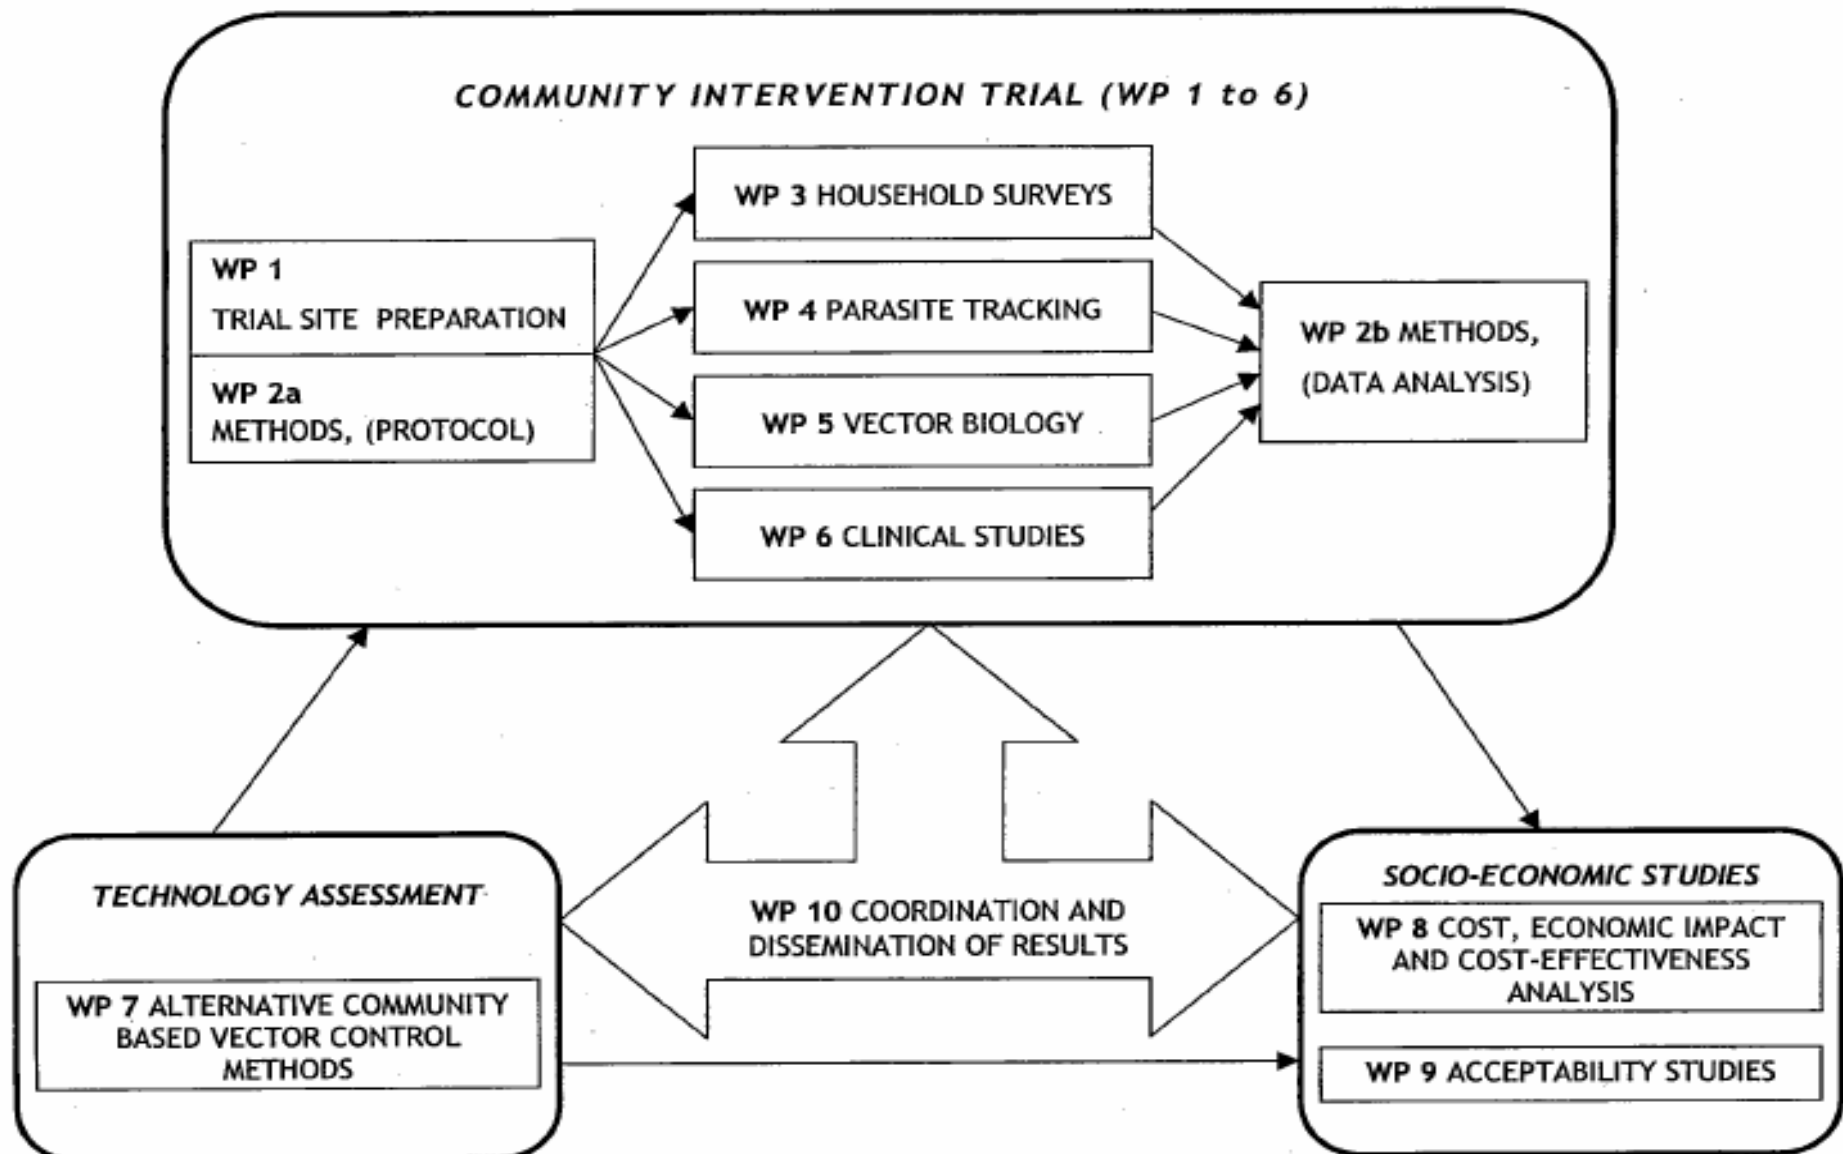 COMMUNITY INTERVENTION TRIAL (WP 1 to 6)
WP 3 HOUSEHOLD SURVEYS
WP 1
TRIAL SITE PREPARATION
WP 2a
METHODS, (PROTOCOL)
WP 4 PARASITE TRACKING
WP 5 VECTOR BIOLOGY
WP 6 CLINICAL STUDIES
WP 2b METHODS,
(DATA ANALYSIS)
TECHNOLOGY ASSESSMENT
WP 7 ALTERNATIVE COMMUNITY
BASED VECTOR CONTROL
METHODS
WP 10 COORDINATION AND
DISSEMINATION OF RESULTS
SOCIO-ECONOMIC STUDIES
WP 8 COST, ECONOMIC IMPACT
AND COST-EFFECTIVENESS
ANALYSIS
WP 9 ACCEPTABILITY STUDIES